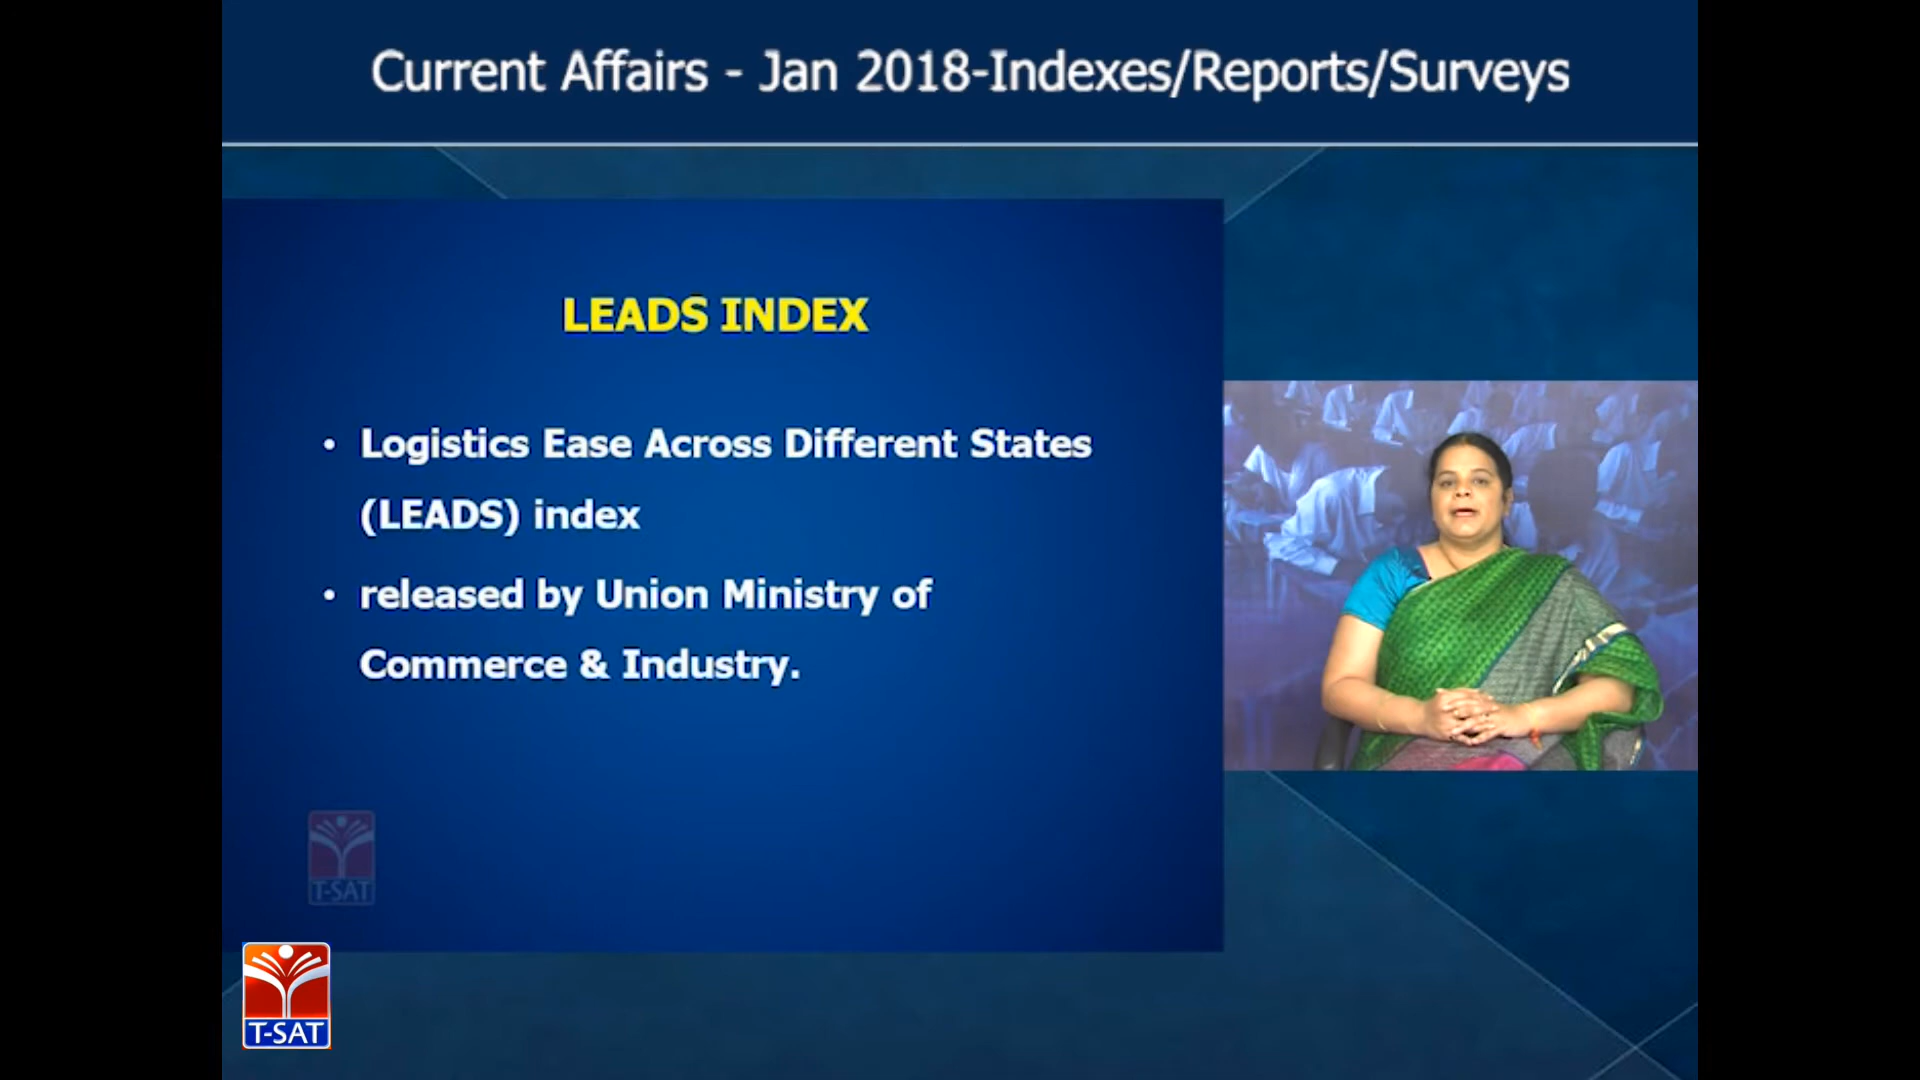 Current Affairs - Jan 2018-Indexes/Reports/Surveys
LEADS INDEX
• Logistics Ease Across Different States
(LEADS) index
• released by Union Ministry of
Commerce & Industry.
T-SAT
T-SAT